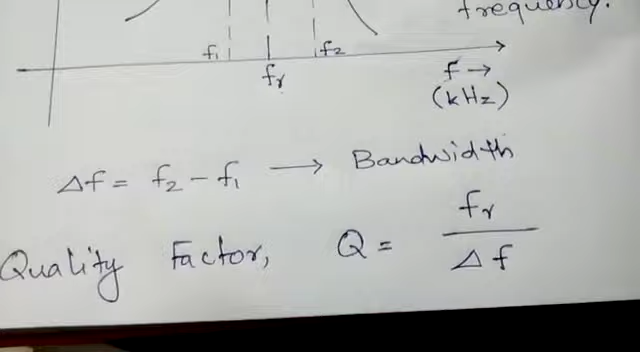 frequency.
f₁ f₂
fᵣ
f →
(kHz)
Δf = f₂ − f₁ → Bandwidth
Quality Factor, Q = fᵣ / Δf